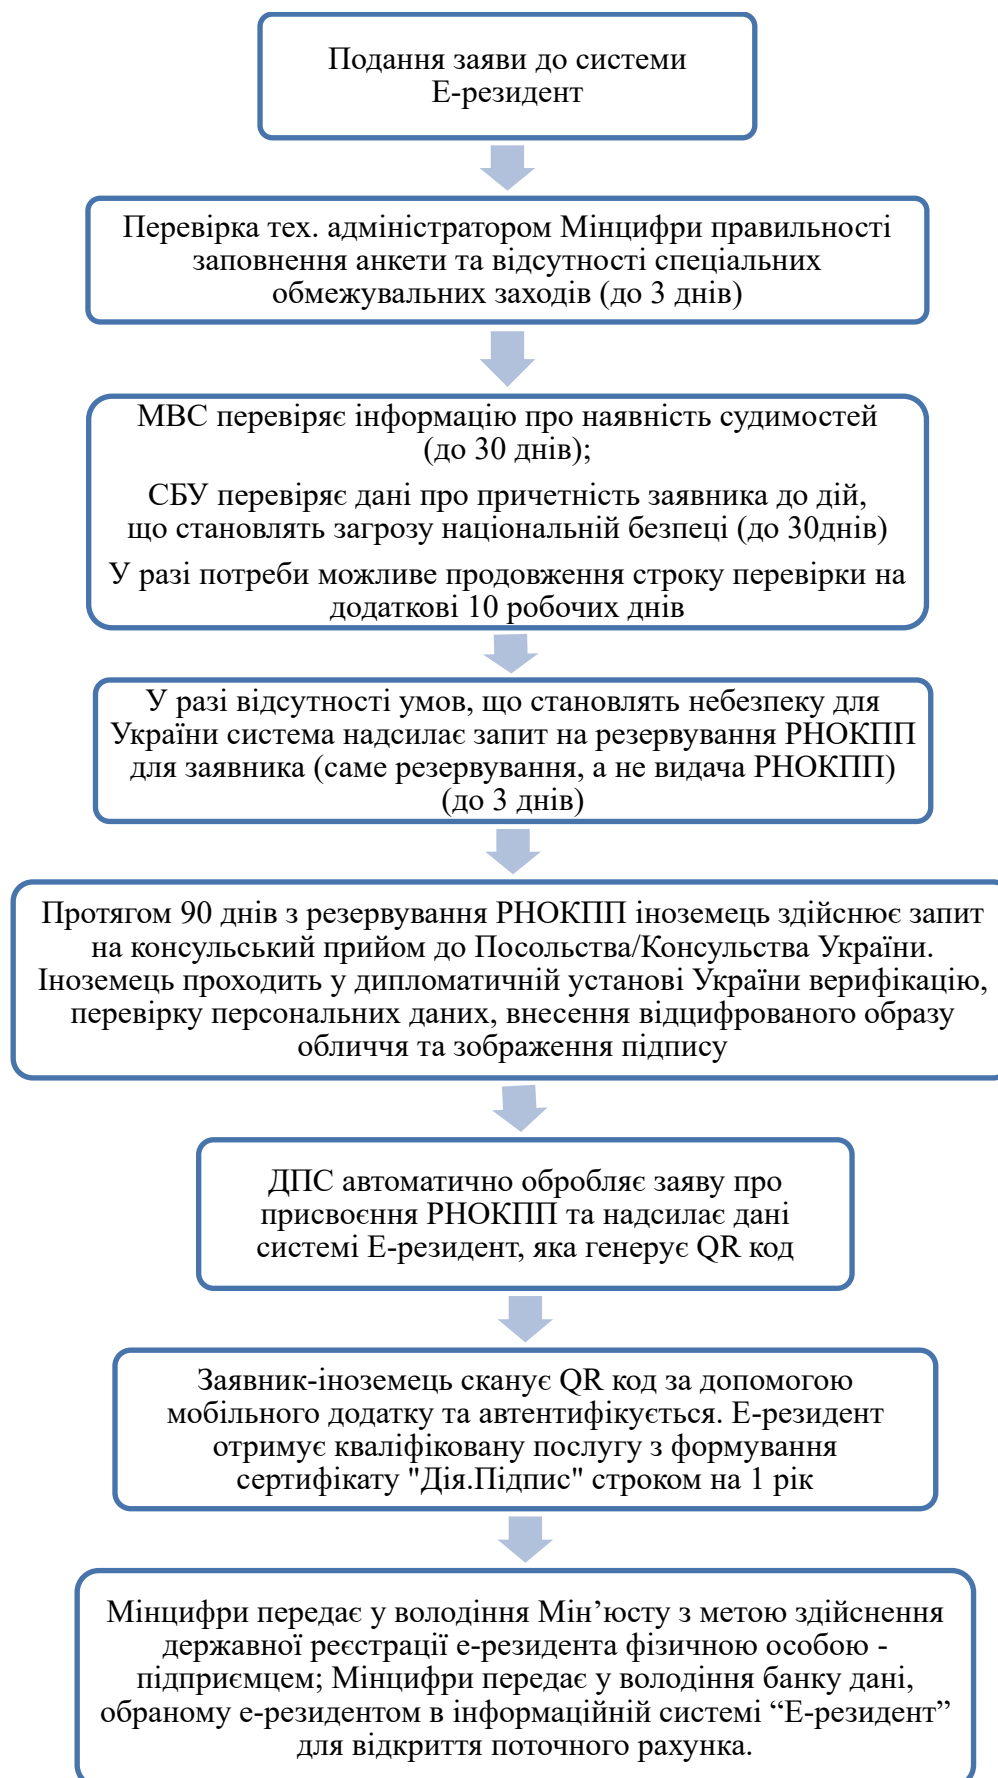 Подання заяви до системи
Е-резидент
Перевірка тех. адміністратором Мінцифри правильності
заповнення анкети та відсутності спеціальних
обмежувальних заходів (до 3 днів)
МВС перевіряє інформацію про наявність судимостей
(до 30 днів);
СБУ перевіряє дані про причетність заявника до дій,
що становлять загрозу національній безпеці (до 30днів)
У разі потреби можливе продовження строку перевірки на
додаткові 10 робочих днів
У разі відсутності умов, що становлять небезпеку для
України система надсилає запит на резервування РНОКПП
для заявника (саме резервування, а не видача РНОКПП)
(до 3 днів)
Протягом 90 днів з резервування РНОКПП іноземець здійснює запит
на консульський прийом до Посольства/Консульства України.
Іноземець проходить у дипломатичній установі України верифікацію,
перевірку персональних даних, внесення відцифрованого образу
обличчя та зображення підпису
ДПС автоматично обробляє заяву про
присвоєння РНОКПП та надсилає дані
системі Е-резидент, яка генерує QR код
Заявник-іноземець сканує QR код за допомогою
мобільного додатку та автентифікується. Е-резидент
отримує кваліфіковану послугу з формування
сертифікату "Дія.Підпис" строком на 1 рік
Мінцифри передає у володіння Мін’юсту з метою здійснення
державної реєстрації е-резидента фізичною особою -
підприємцем; Мінцифри передає у володіння банку дані,
обраному е-резидентом в інформаційній системі “Е-резидент”
для відкриття поточного рахунка.